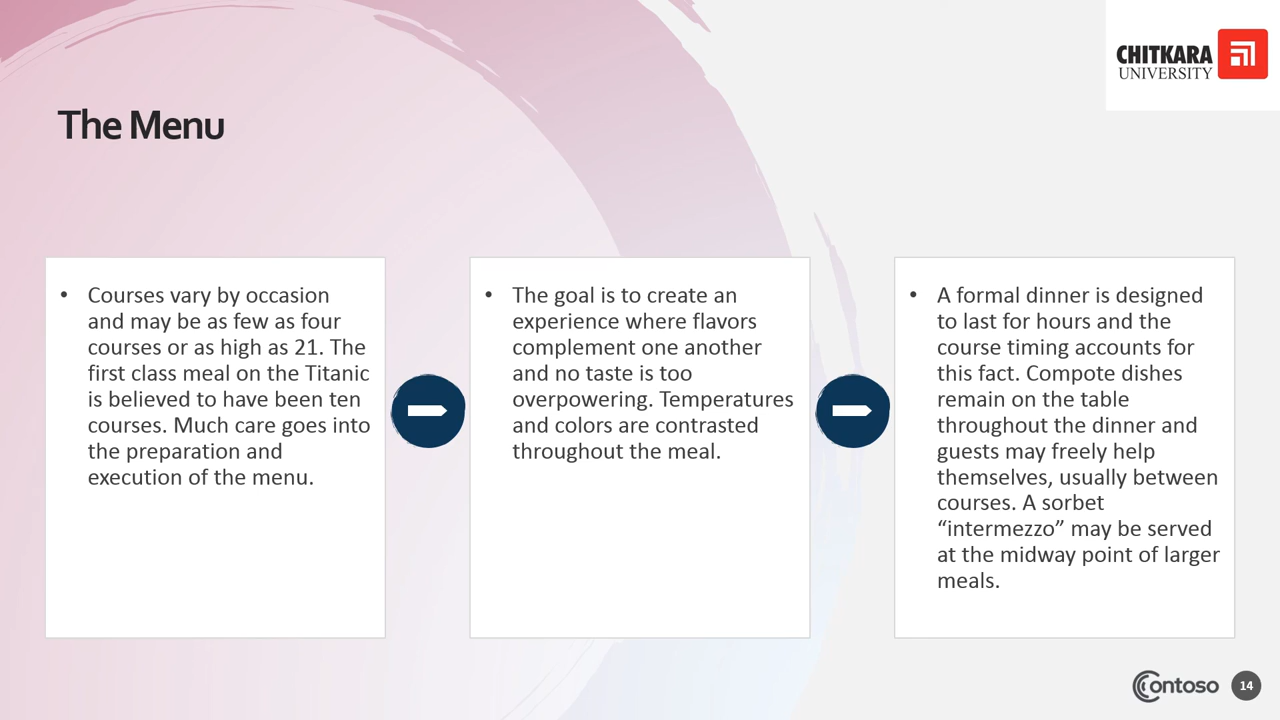 CHITKARA
UNIVERSITY
The Menu
• Courses vary by occasion
and may be as few as four
courses or as high as 21. The
first class meal on the Titanic
is believed to have been ten
courses. Much care goes into
the preparation and
execution of the menu.
• The goal is to create an
experience where flavors
complement one another
and no taste is too
overpowering. Temperatures
and colors are contrasted
throughout the meal.
• A formal dinner is designed
to last for hours and the
course timing accounts for
this fact. Compote dishes
remain on the table
throughout the dinner and
guests may freely help
themselves, usually between
courses. A sorbet
“intermezzo” may be served
at the midway point of larger
meals.
Contoso
14